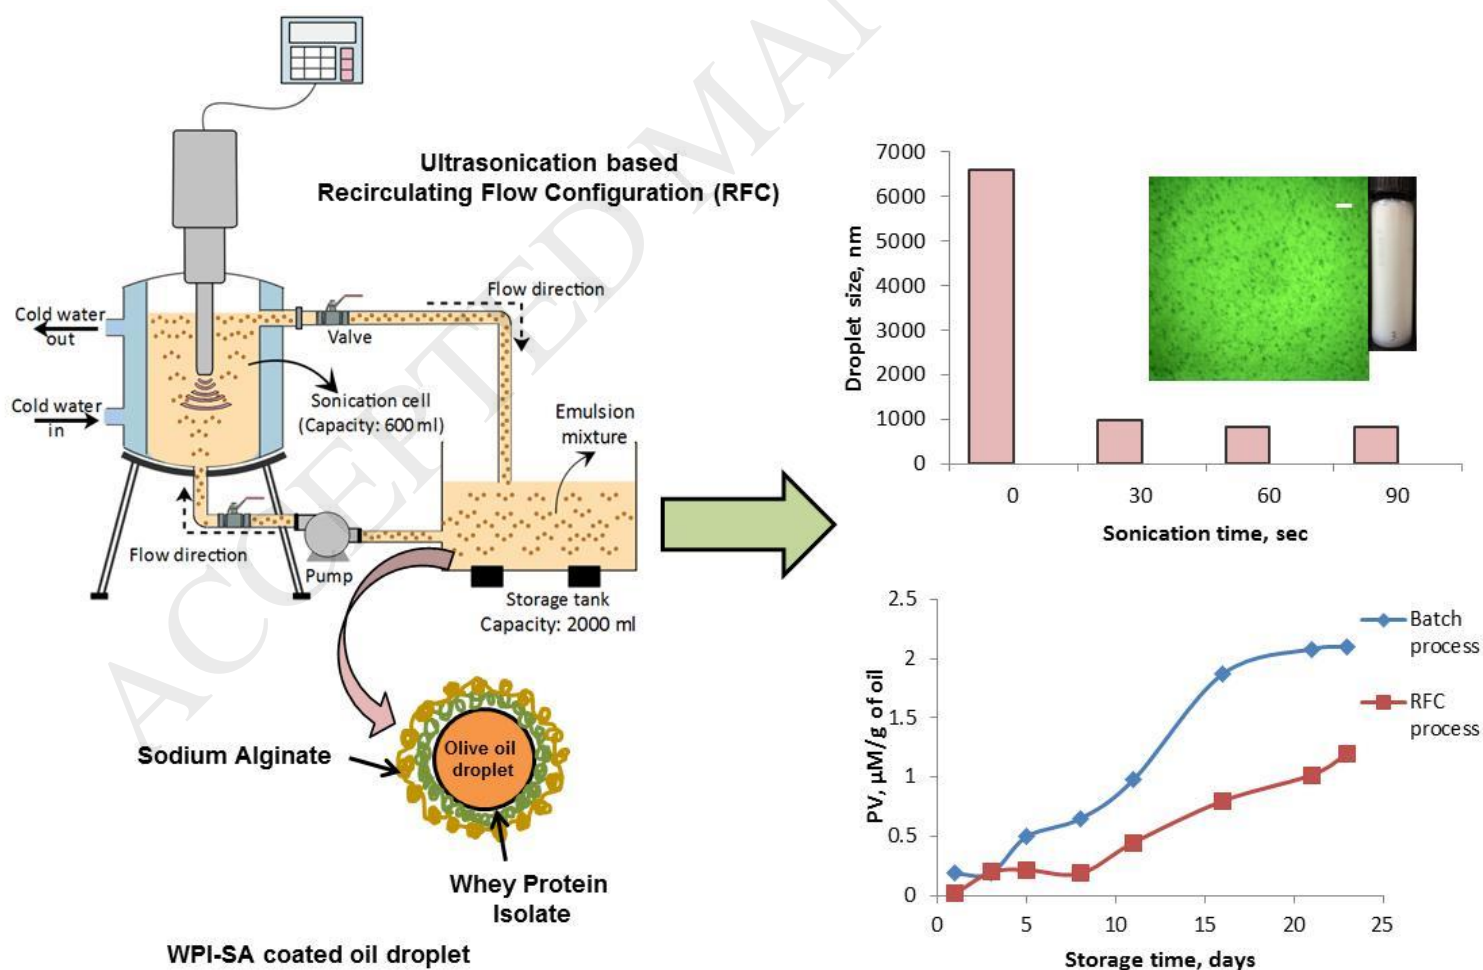 ACCEPTED MA
Ultrasonication based
Recirculating Flow Configuration (RFC)
Flow direction
Cold water
out
Valve
Cold water
in
Sonication cell
(Capacity: 600 ml)
Emulsion
mixture
Flow direction
Pump
Storage tank
Capacity: 2000 ml
Sodium Alginate
Olive oil
droplet
Whey Protein
Isolate
WPI-SA coated oil droplet
Droplet size, nm
7000
6000
5000
4000
3000
2000
1000
0
0 30 60 90
Sonication time, sec
3
PV, µM/g of oil
2.5
2
1.5
1
0.5
0
0 5 10 15 20 25
Storage time, days
Batch
process
RFC
process